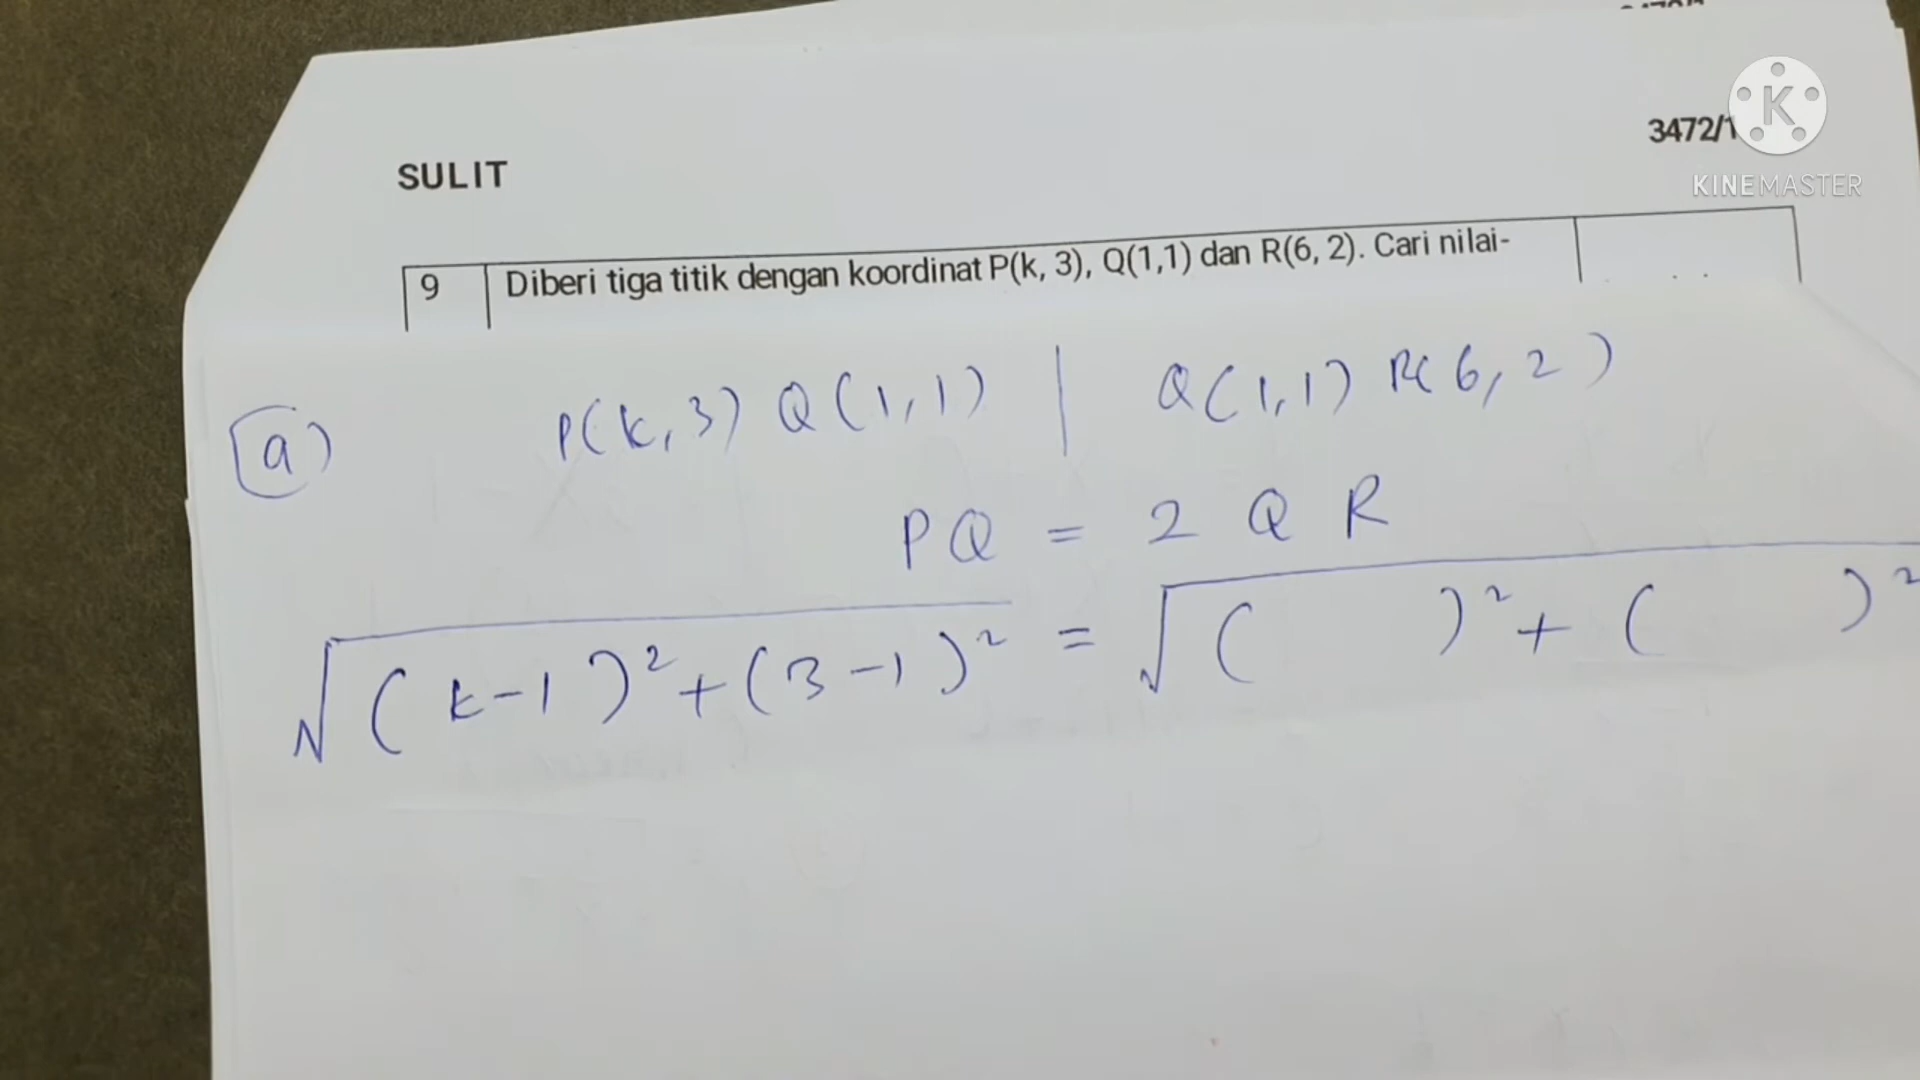 3472/1
K
KINEMASTER
SULIT
9 Diberi tiga titik dengan koordinat P(k, 3), Q(1,1) dan R(6, 2). Cari nilai-
a) P(k,3) Q(1,1) | Q(1,1) R(6,2)
PQ = 2 Q R
√(k-1)²+(3-1)² = √( )²+( )²